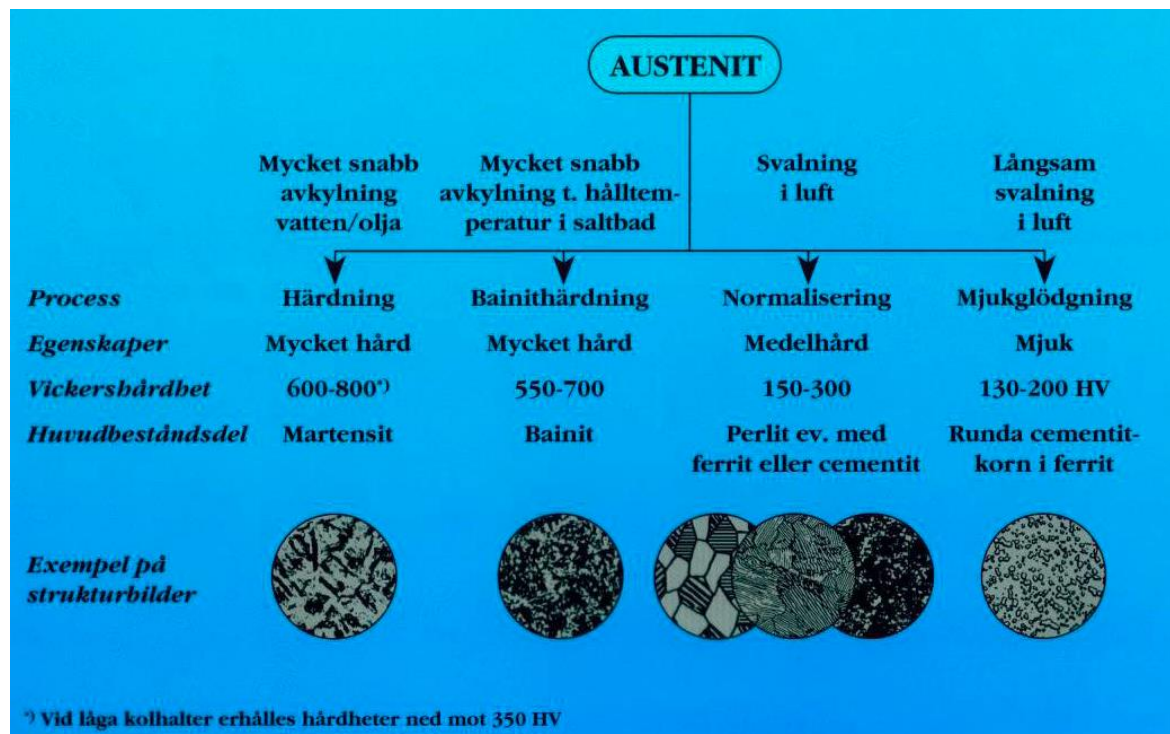 AUSTENIT
Mycket snabb
avkylning
vatten/olja
Mycket snabb
avkylning t. hålltem-
peratur i saltbad
Svalning
i luft
Långsam
svalning
i luft
Process Härdning Bainithärdning Normalisering Mjukglödgning
Egenskaper Mycket hård Mycket hård Medelhård Mjuk
Vickershårdhet 600-800*) 550-700 150-300 130-200 HV
Huvudbeståndsdel Martensit Bainit Perlit ev. med Runda cementit-
ferrit eller cementit korn i ferrit
Exempel på
strukturbilder
*) Vid låga kolhalter erhålles hårdheter ned mot 350 HV